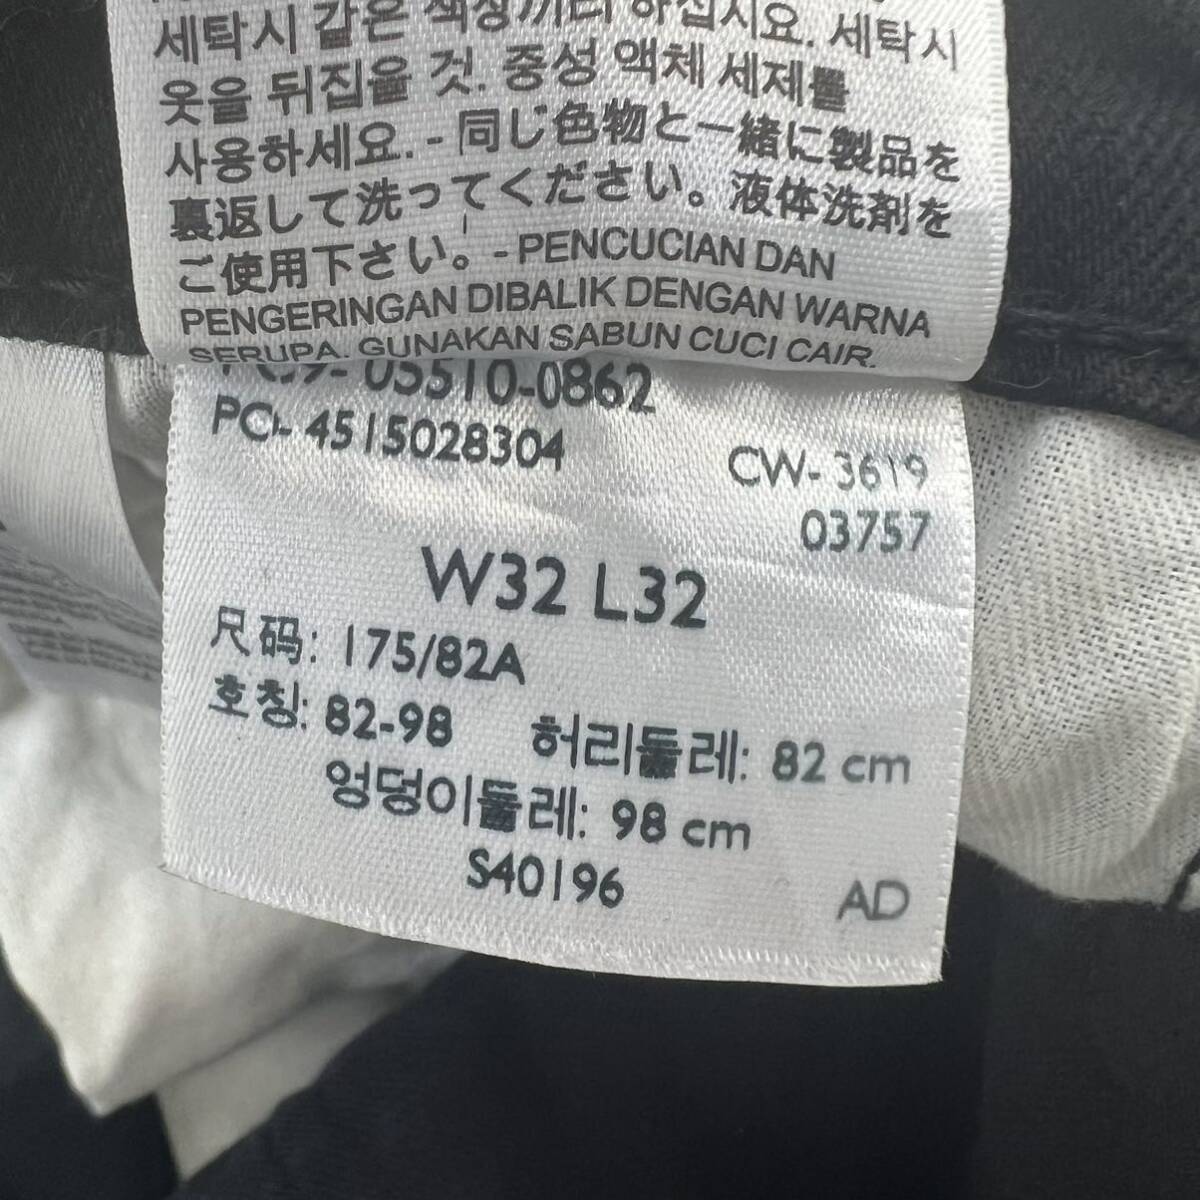 세탁시 같은 색상끼리 하십시요. 세탁시
옷을 뒤집을 것. 중성 액체 세제를
사용하세요. - 同じ色物と一緒に製品を
裏返して洗ってください。液体洗剤を
ご使用下さい。- PENCUCIAN DAN
PENGERINGAN DIBALIK DENGAN WARNA
SERUPA. GUNAKAN SABUN CUCI CAIR.
05510-0862
4515028304
CW- 3619
03757
W32 L32
尺码: 175/82A
호칭: 82-98 허리둘레: 82 cm
엉덩이둘레: 98 cm
S40196
AD